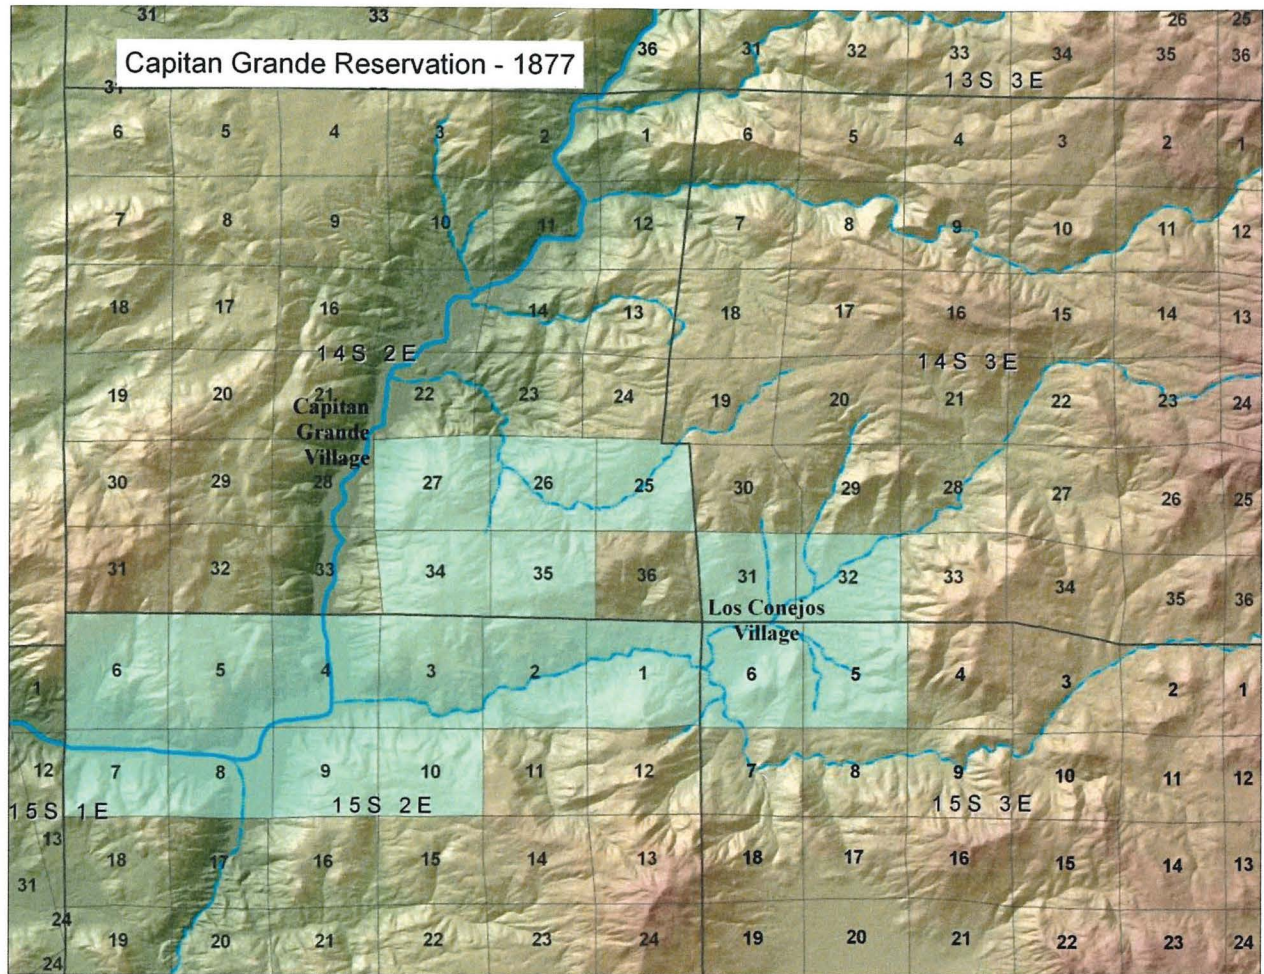 31 33 26 25
Capitan Grande Reservation - 1877
36 31 32 33 34 35 36
13S 3E
31
6 5 4 3 2 1 6 5 4 3 2 1
7 8 9 10 11 12 7 8 9 10 11 12
18 17 16 14 13 18 17 16 15 14 13
14S 2E 14S 3E
19 20 21 22 23 24 19 20 21 22 23 24
Capitan
Grande
Village
30 29 28 27 26 25 30 29 28 27 26 25
31 32 33 34 35 36 31 32 33 34 35 36
Los Conejos
Village
1 6 5 4 3 2 1 6 5 4 3 2 1
12 7 8 9 10 11 12 7 8 9 10 11 12
15S 1E 15S 2E 15S 3E
13 18 17 16 15 14 13 18 17 16 15 14 13
31
24 19 20 21 22 23 24 19 20 21 22 23 24
24